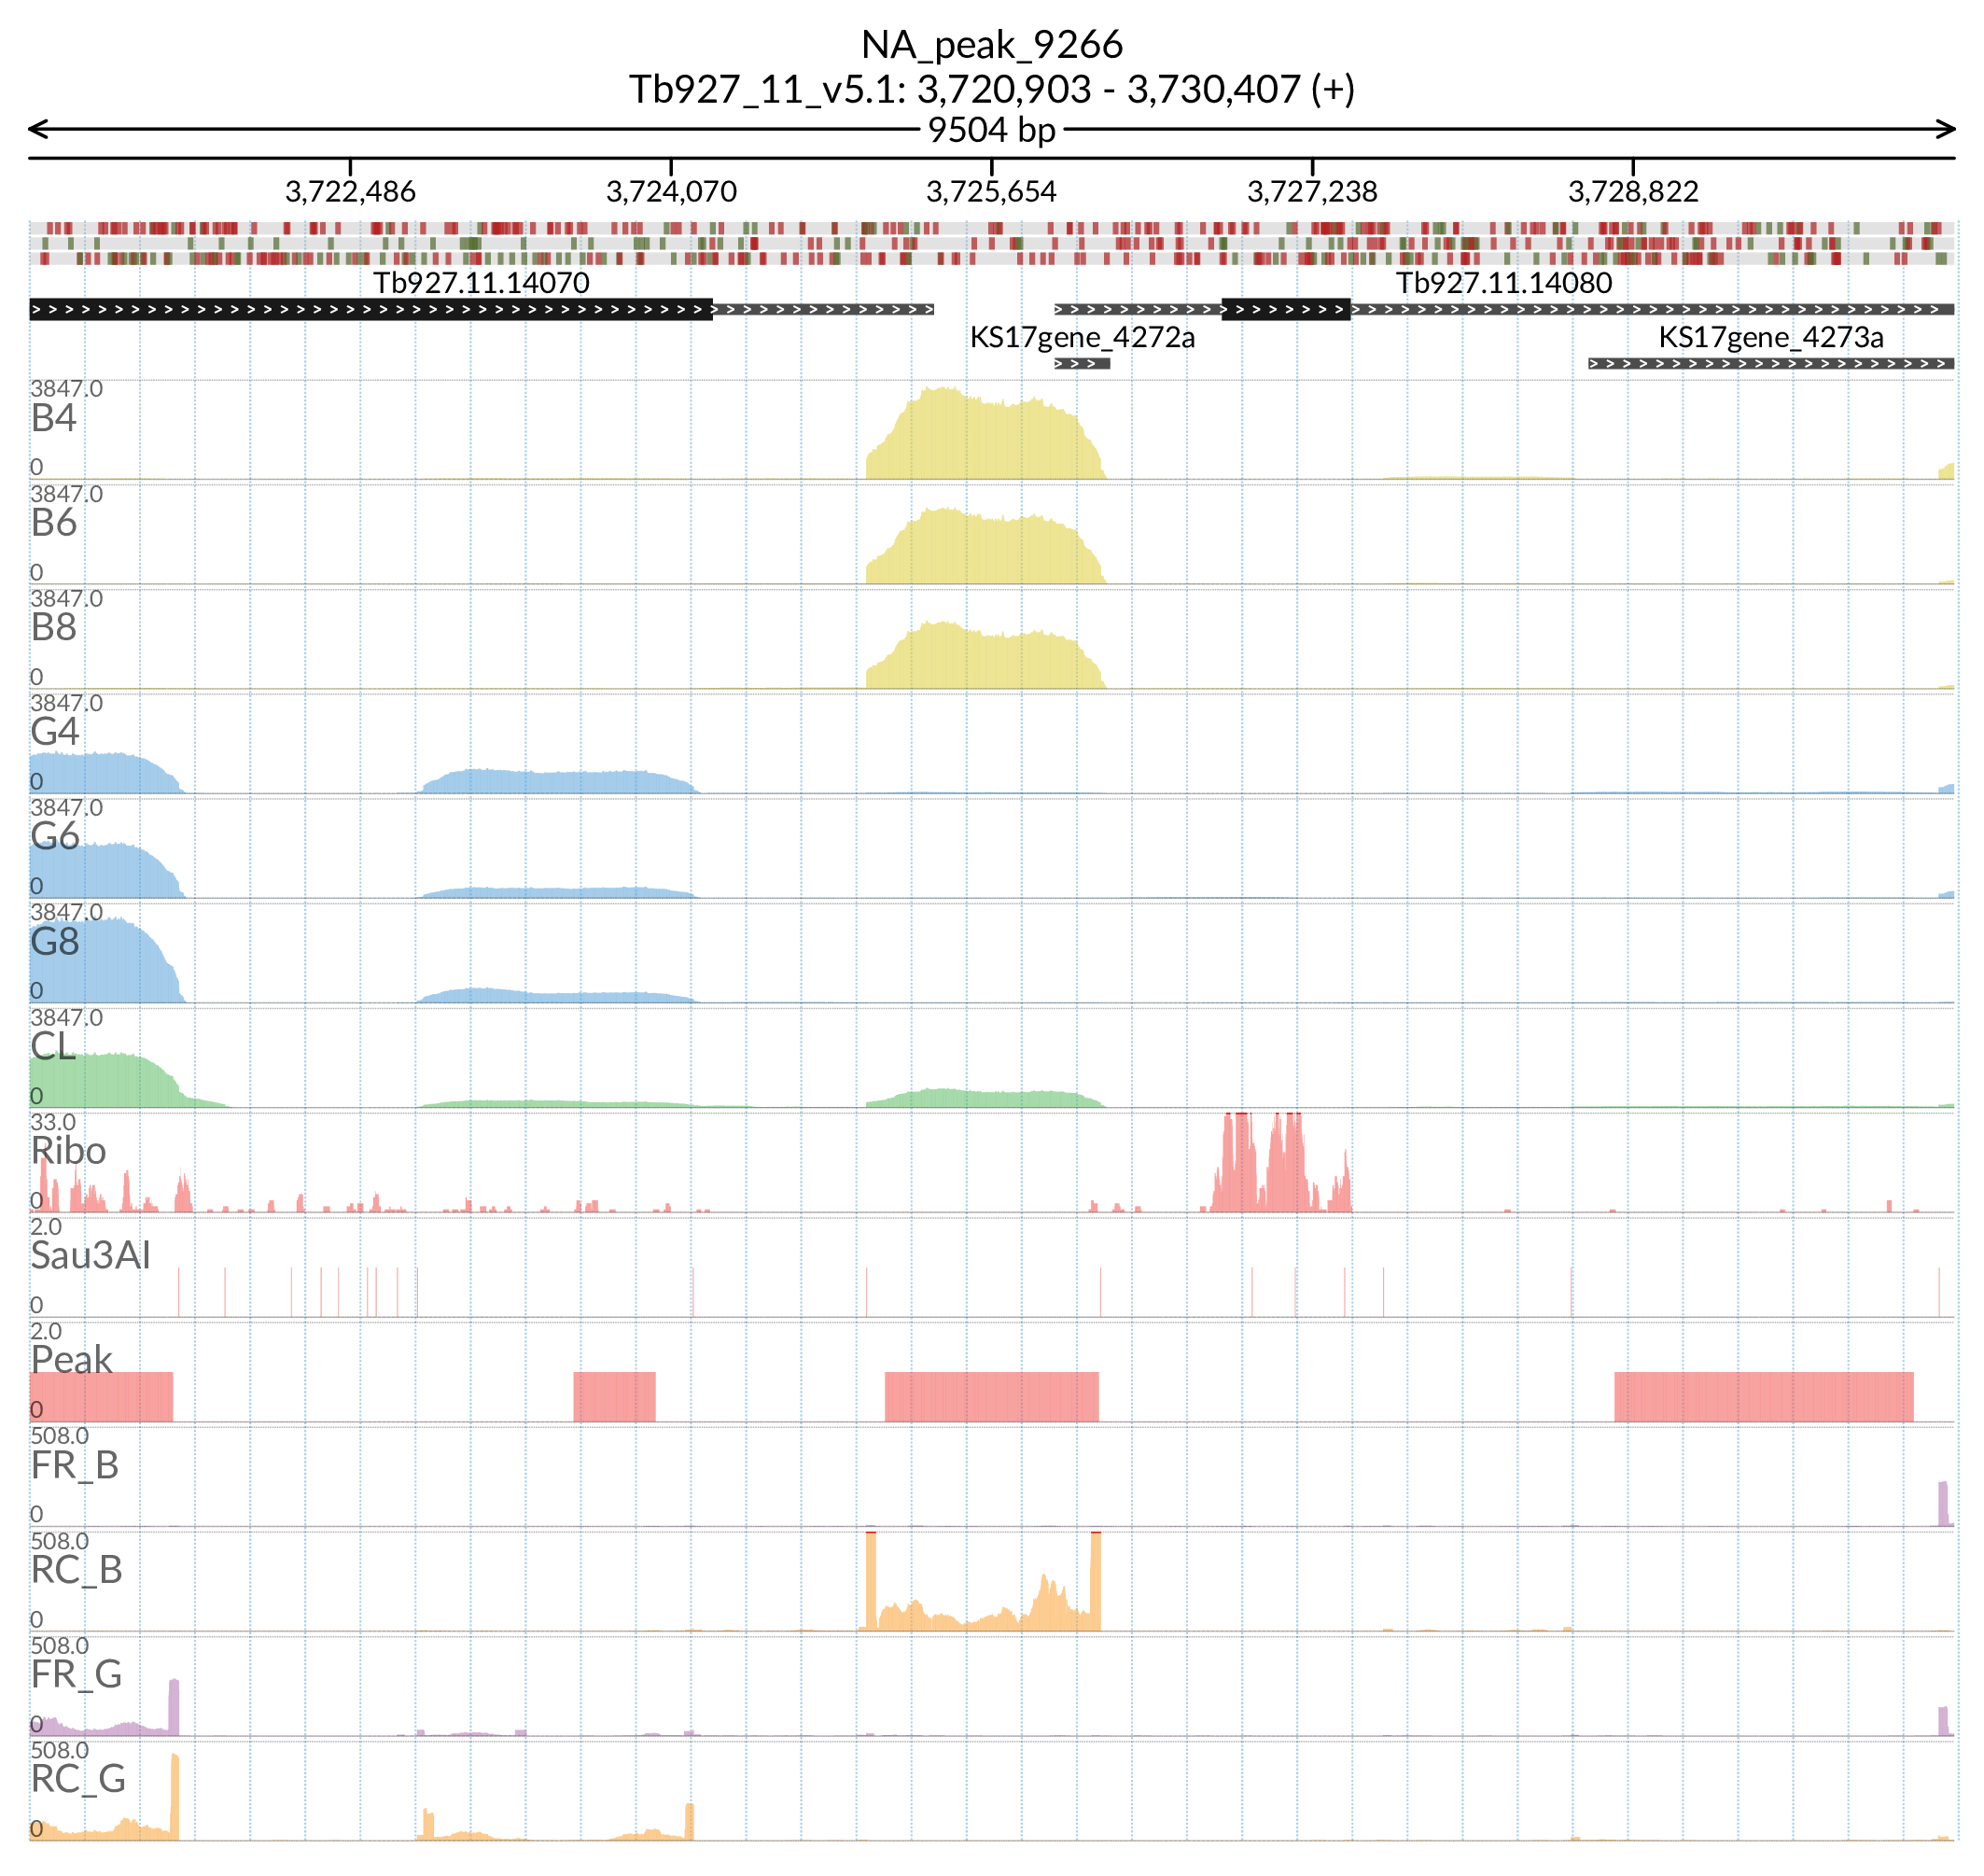 NA_peak_9266
Tb927_11_v5.1: 3,720,903 - 3,730,407 (+)
9504 bp
3,722,486 3,724,070 3,725,654 3,727,238 3,728,822
Tb927.11.14070 Tb927.11.14080
KS17gene_4272a KS17gene_4273a
3847.0
B4
0
3847.0
B6
0
3847.0
B8
0
3847.0
G4
0
3847.0
G6
0
3847.0
G8
0
3847.0
CL
0
33.0
Ribo
0
2.0
Sau3AI
0
2.0
Peak
0
508.0
FR_B
0
508.0
RC_B
0
508.0
FR_G
0
508.0
RC_G
0